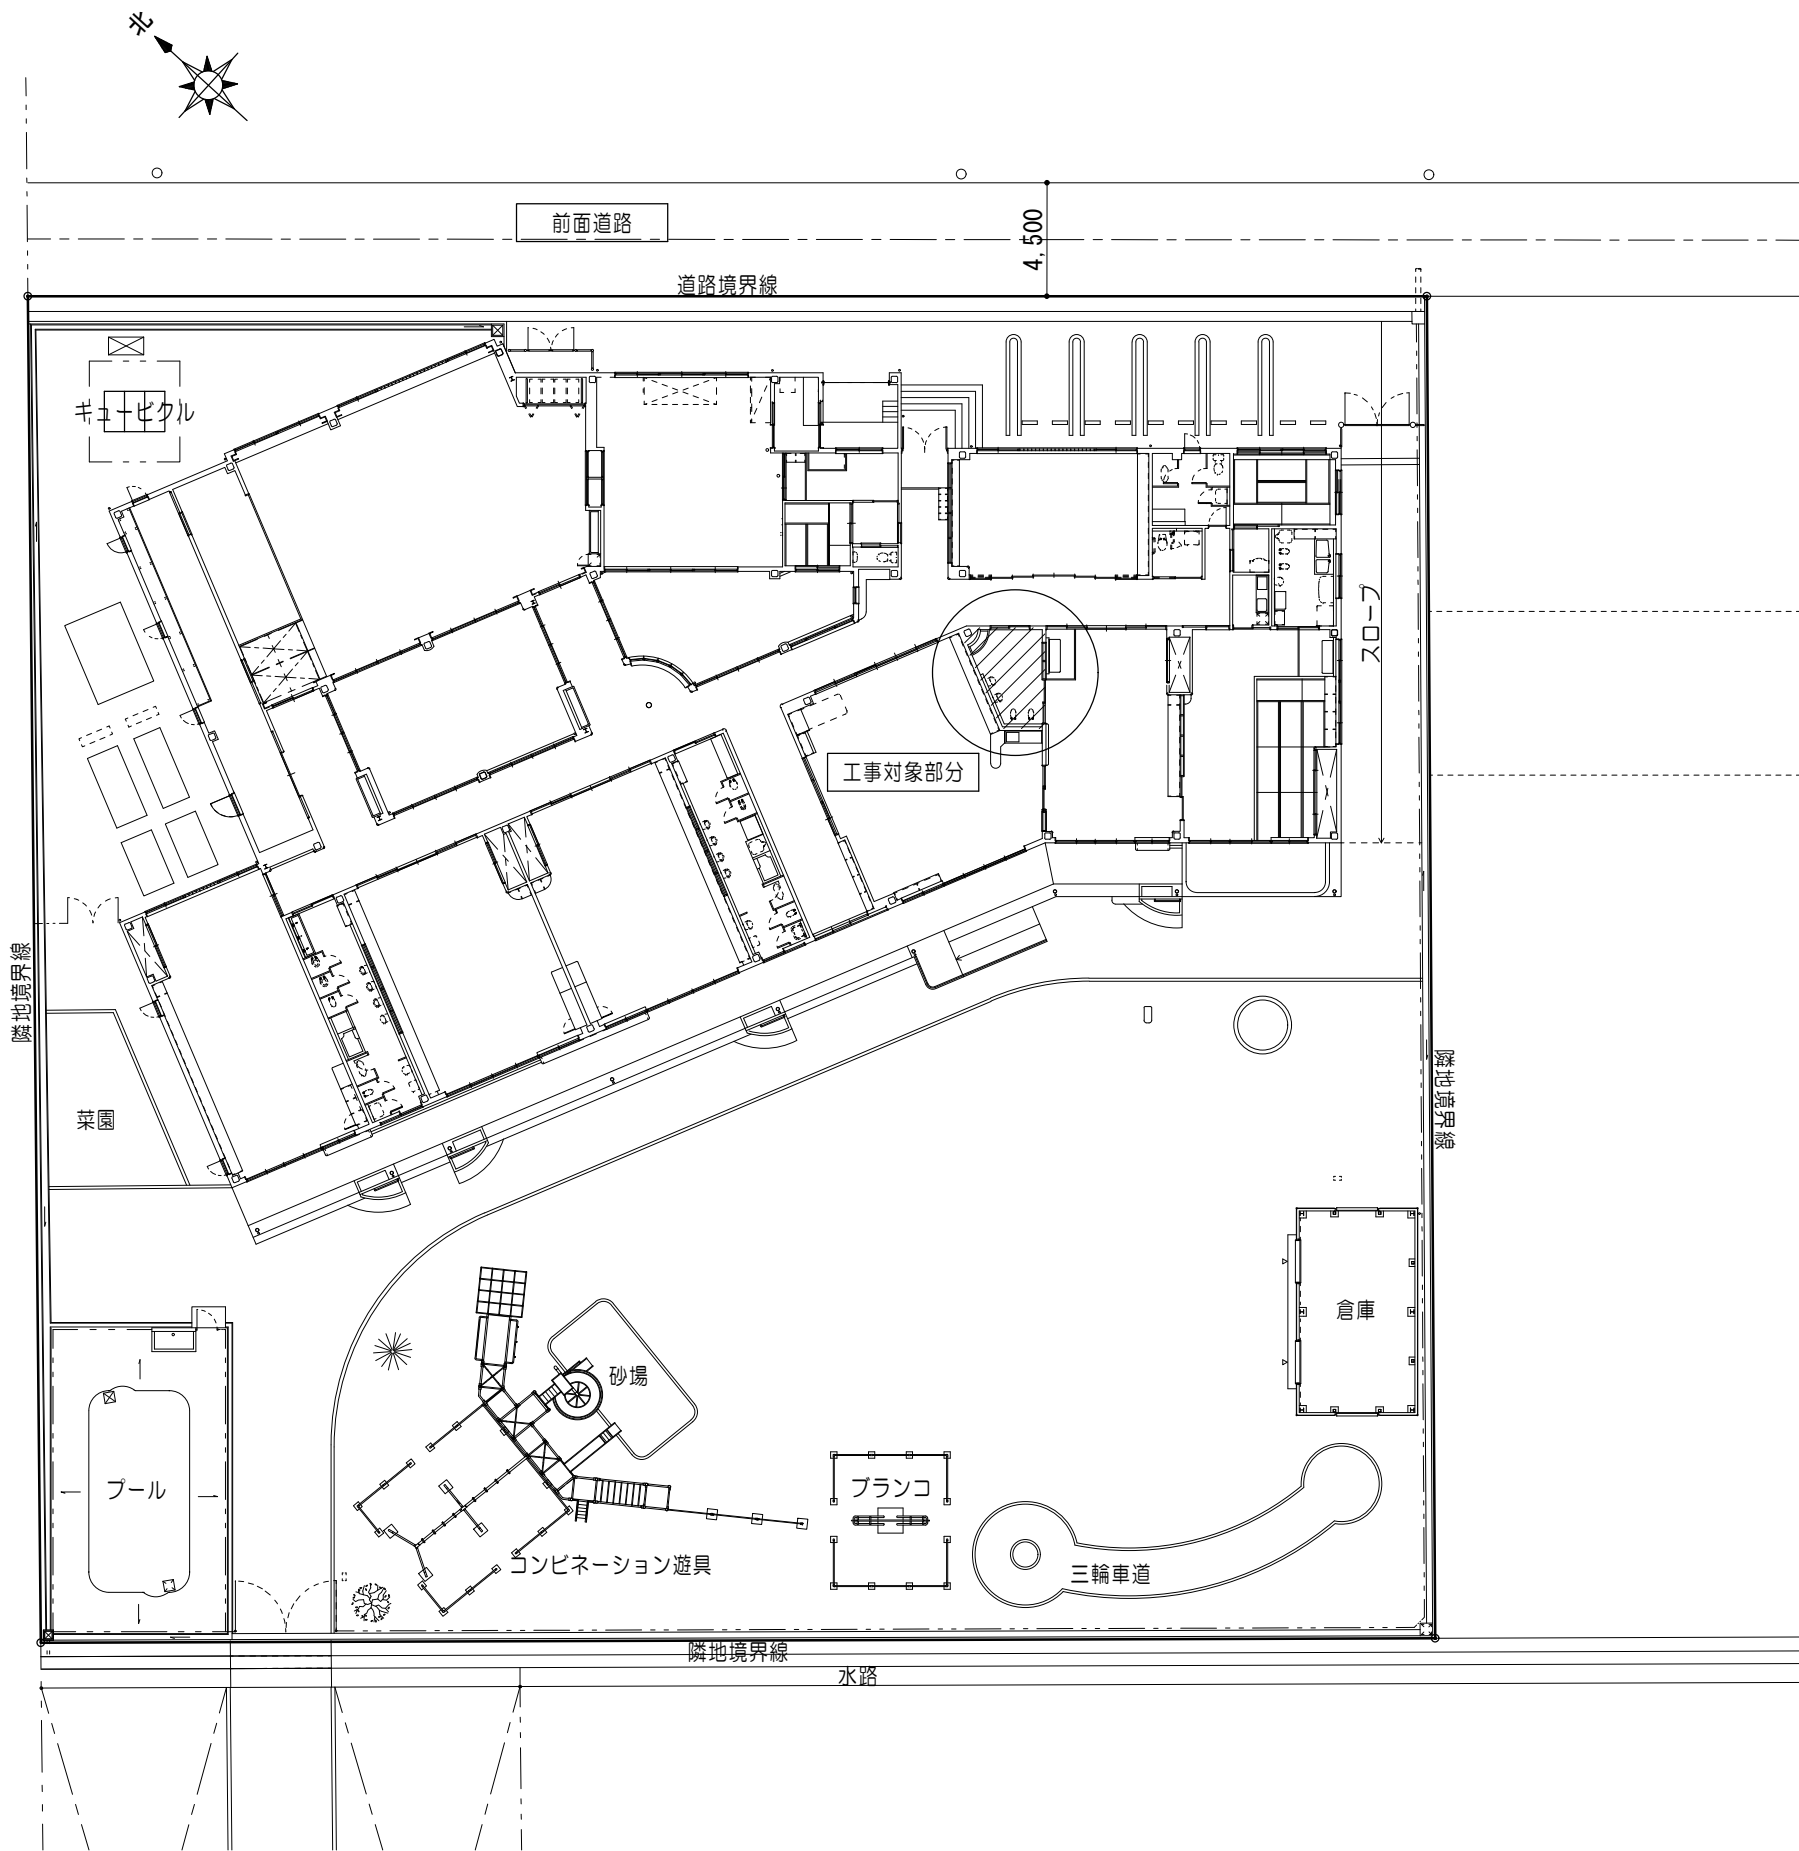 北
前面道路
4,500
道路境界線
キュービクル
スロープ
工事対象部分
隣地境界線
隣地境界線
菜園
倉庫
砂場
プール
ブランコ
コンビネーション遊具
三輪車道
隣地境界線
水路